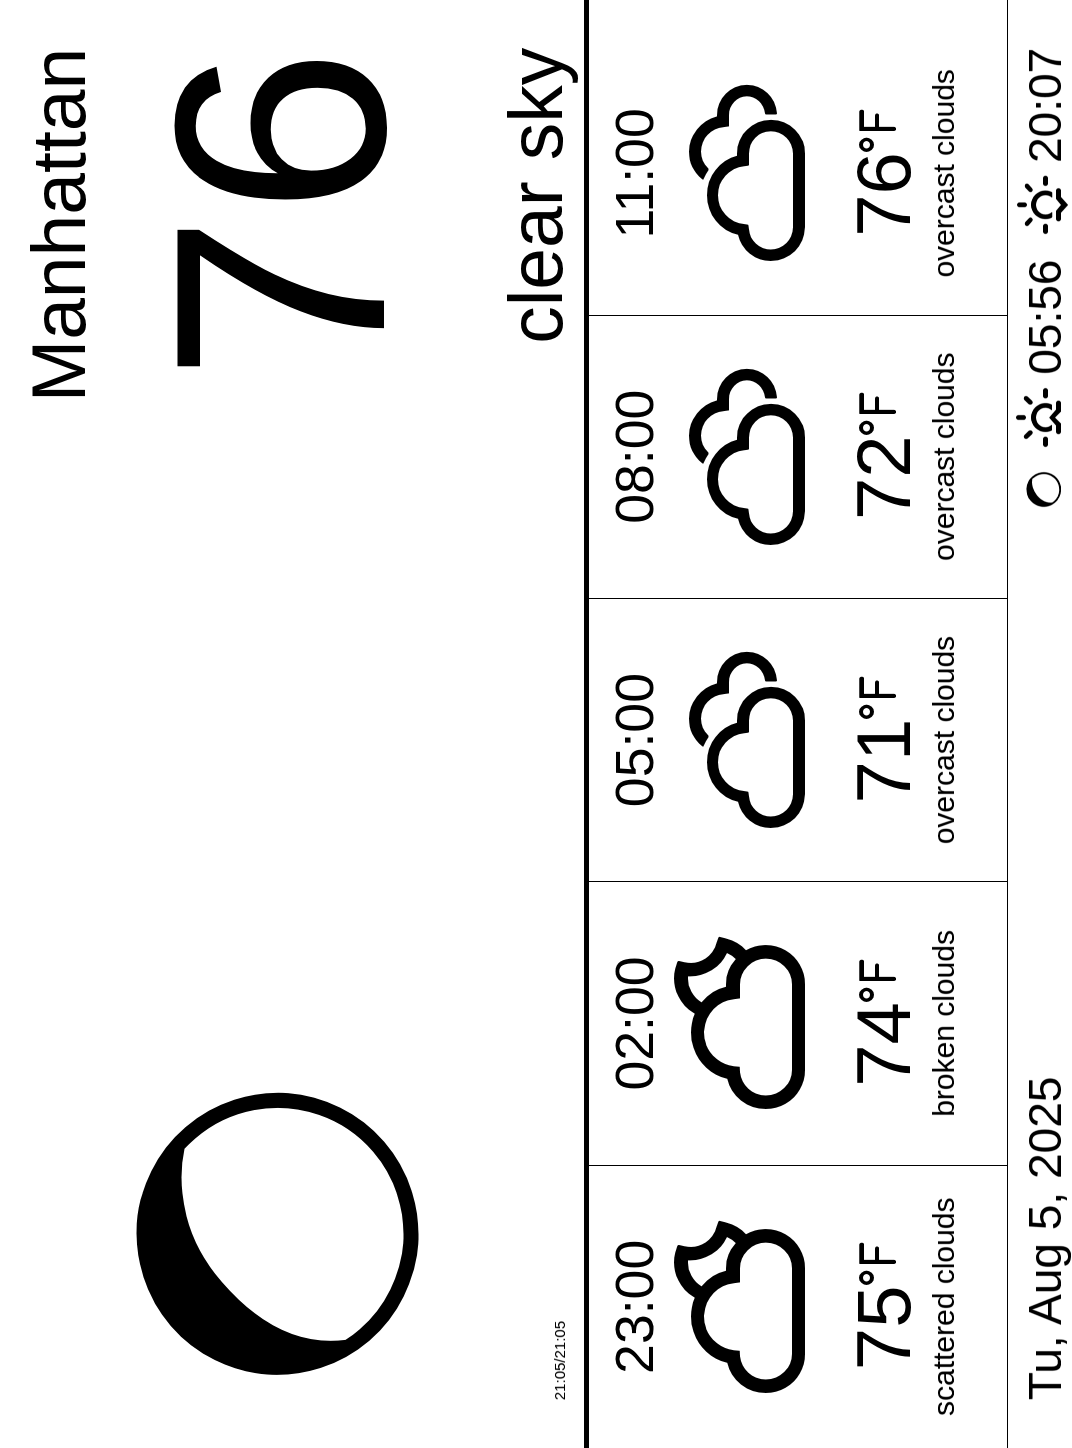 Manhattan
76
clear sky
21:05/21:05
23:00
75°F
scattered clouds
02:00
74°F
broken clouds
05:00
71°F
overcast clouds
08:00
72°F
overcast clouds
11:00
76°F
overcast clouds
Tu, Aug 5, 2025
05:56
20:07